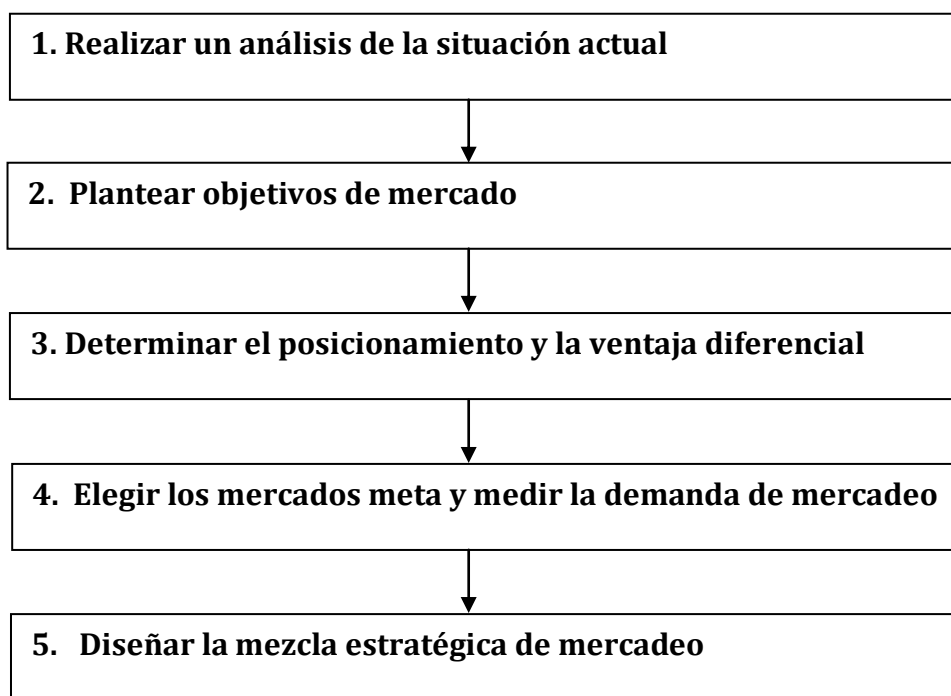 1. Realizar un análisis de la situación actual
2. Plantear objetivos de mercado
3. Determinar el posicionamiento y la ventaja diferencial
4. Elegir los mercados meta y medir la demanda de mercadeo
5. Diseñar la mezcla estratégica de mercadeo